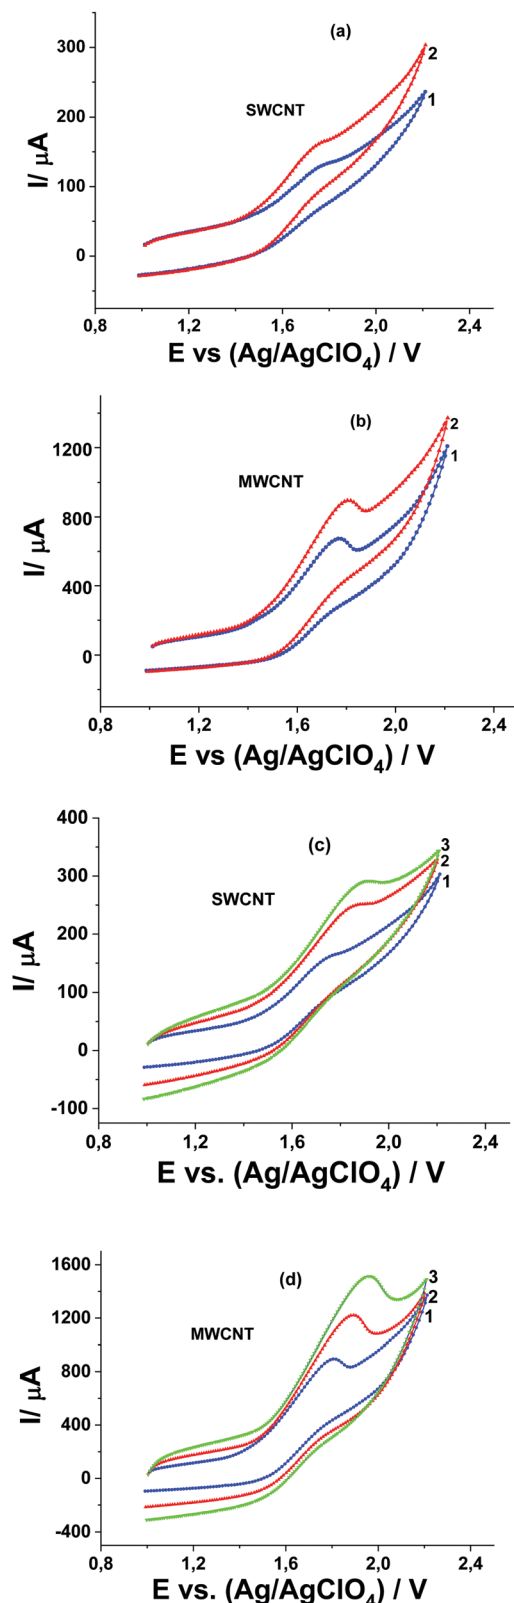 (a)
300
2
SWCNT
1
200
I/ μA
100
0
0,8 1,2 1,6 2,0 2,4
E vs (Ag/AgClO4) / V
(b)
2
1200
1
MWCNT
800
I/ μA
400
0
0,8 1,2 1,6 2,0 2,4
E vs (Ag/AgClO4) / V
400
(c)
3
2
300
1
SWCNT
200
I/ μA
100
0
-100
0,8 1,2 1,6 2,0 2,4
E vs. (Ag/AgClO4) / V
1600
(d)
3
2
1200
1
MWCNT
800
I/ μA
400
0
-400
0,8 1,2 1,6 2,0 2,4
E vs. (Ag/AgClO4) / V